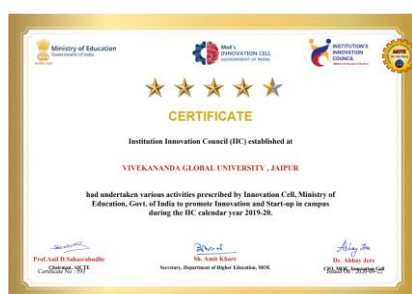 Ministry of Education
Government of India
MoE's
INNOVATION CELL
GOVERNMENT OF INDIA
INSTITUTION'S
INNOVATION
COUNCIL
CERTIFICATE
Institution Innovation Council (IIC) established at
VIVEKANANDA GLOBAL UNIVERSITY , JAIPUR
had undertaken various activities prescribed by Innovation Cell, Ministry of
Education, Govt. of India to promote Innovation and Start-up in campus
during the IIC calendar year 2019-20.
Prof.Anil D.Sahasrabudhe
Chairman, AICTE
Sh. Amit Khare
Secretary, Department of Higher Education, MOE
Dr. Abhay Jere
CIO, MOE, Innovation Cell